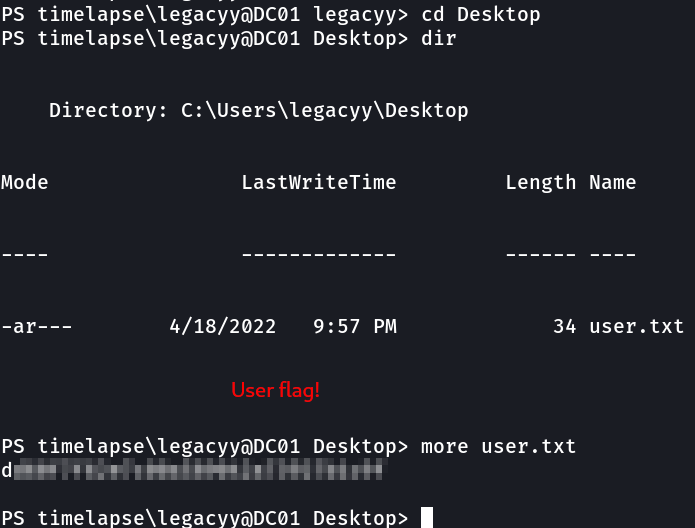 PS timelapse\legacyy@DC01 legacyy> cd Desktop
PS timelapse\legacyy@DC01 Desktop> dir
Directory: C:\Users\legacyy\Desktop
Mode LastWriteTime Length Name
---- ------------- ------ ----
-ar--- 4/18/2022 9:57 PM 34 user.txt
User flag!
PS timelapse\legacyy@DC01 Desktop> more user.txt
d
PS timelapse\legacyy@DC01 Desktop>